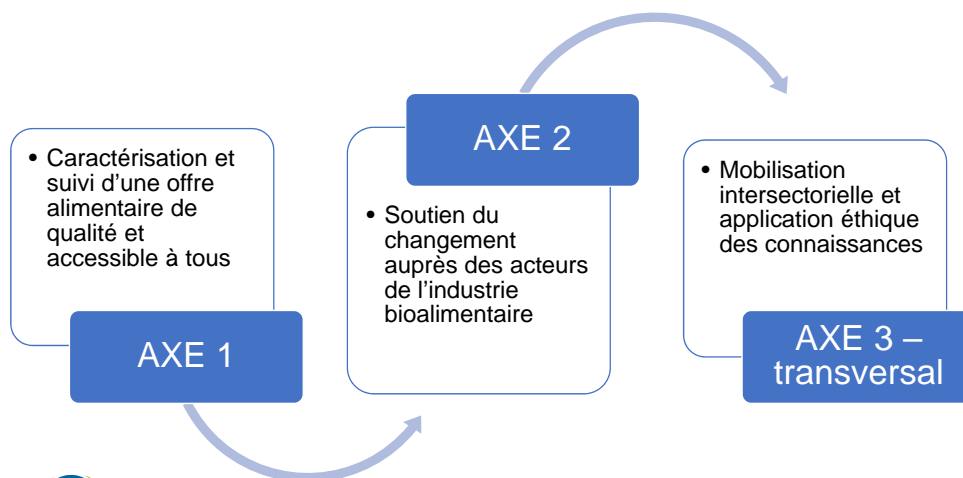 • Caractérisation et
suivi d'une offre
alimentaire de
qualité et
accessible à tous
AXE 1
AXE 2
• Soutien du
changement
auprès des acteurs
de l'industrie
bioalimentaire
• Mobilisation
intersectorielle et
application éthique
des connaissances
AXE 3 –
transversal